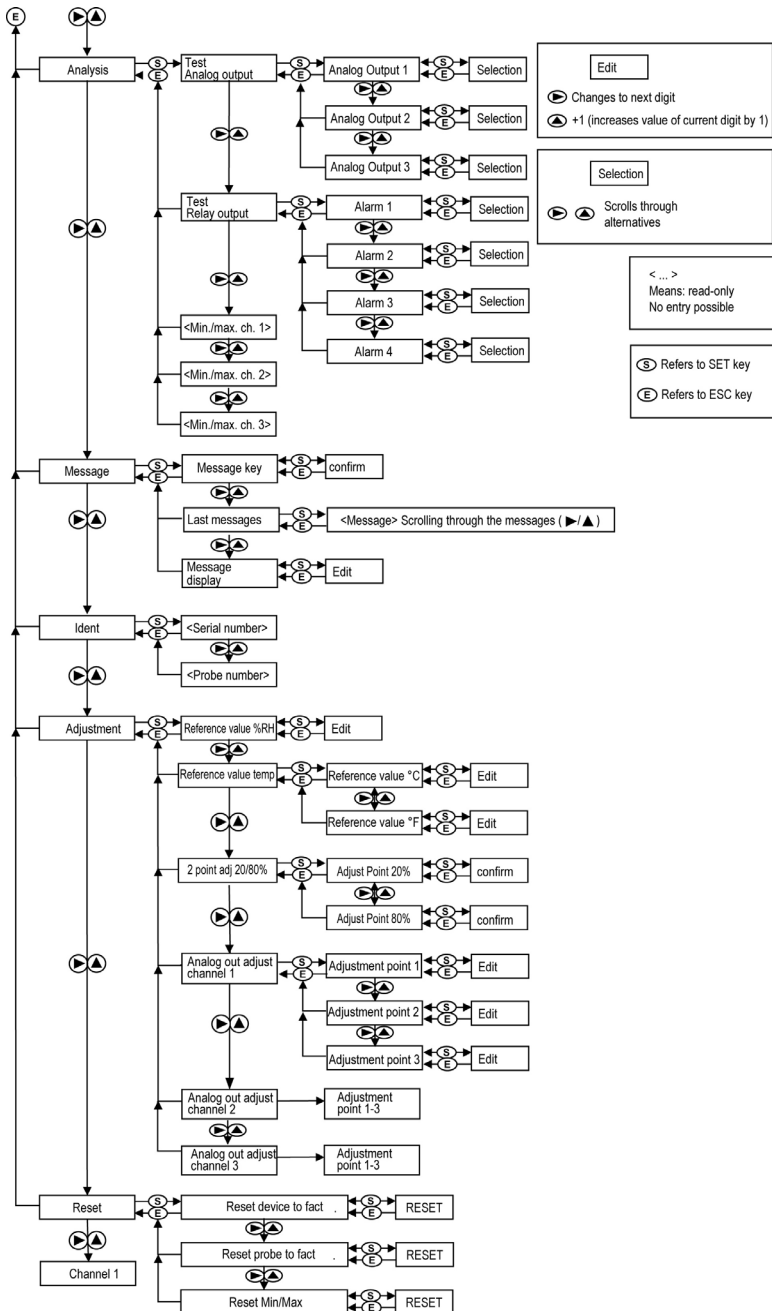 E
Analysis
S
E
Test
Analog output
S
E
Analog Output 1
S
E
Selection
Analog Output 2
S
E
Selection
Analog Output 3
S
E
Selection
Test
Relay output
S
E
Alarm 1
S
E
Selection
Alarm 2
S
E
Selection
Alarm 3
S
E
Selection
Alarm 4
S
E
Selection
<Min./max. ch. 1>
<Min./max. ch. 2>
<Min./max. ch. 3>
Edit
Changes to next digit
+1 (increases value of current digit by 1)
Selection
Scrolls through
alternatives
< ... >
Means: read-only
No entry possible
S Refers to SET key
E Refers to ESC key
Message
S
E
Message key
S
E
confirm
Last messages
S
E
<Message> Scrolling through the messages ( ▶/▲ )
Message
display
S
E
Edit
Ident
S
E
<Serial number>
<Probe number>
Adjustment
S
E
Reference value %RH
S
E
Edit
Reference value temp
S
E
Reference value °C
S
E
Edit
Reference value °F
S
E
Edit
2 point adj 20/80%
S
E
Adjust Point 20%
S
E
confirm
Adjust Point 80%
S
E
confirm
Analog out adjust
channel 1
S
E
Adjustment point 1
S
E
Edit
Adjustment point 2
S
E
Edit
Adjustment point 3
S
E
Edit
Analog out adjust
channel 2
Adjustment
point 1-3
Analog out adjust
channel 3
Adjustment
point 1-3
Reset
S
E
Reset device to fact .
S
E
RESET
Reset probe to fact .
S
E
RESET
Reset Min/Max
S
E
RESET
Channel 1